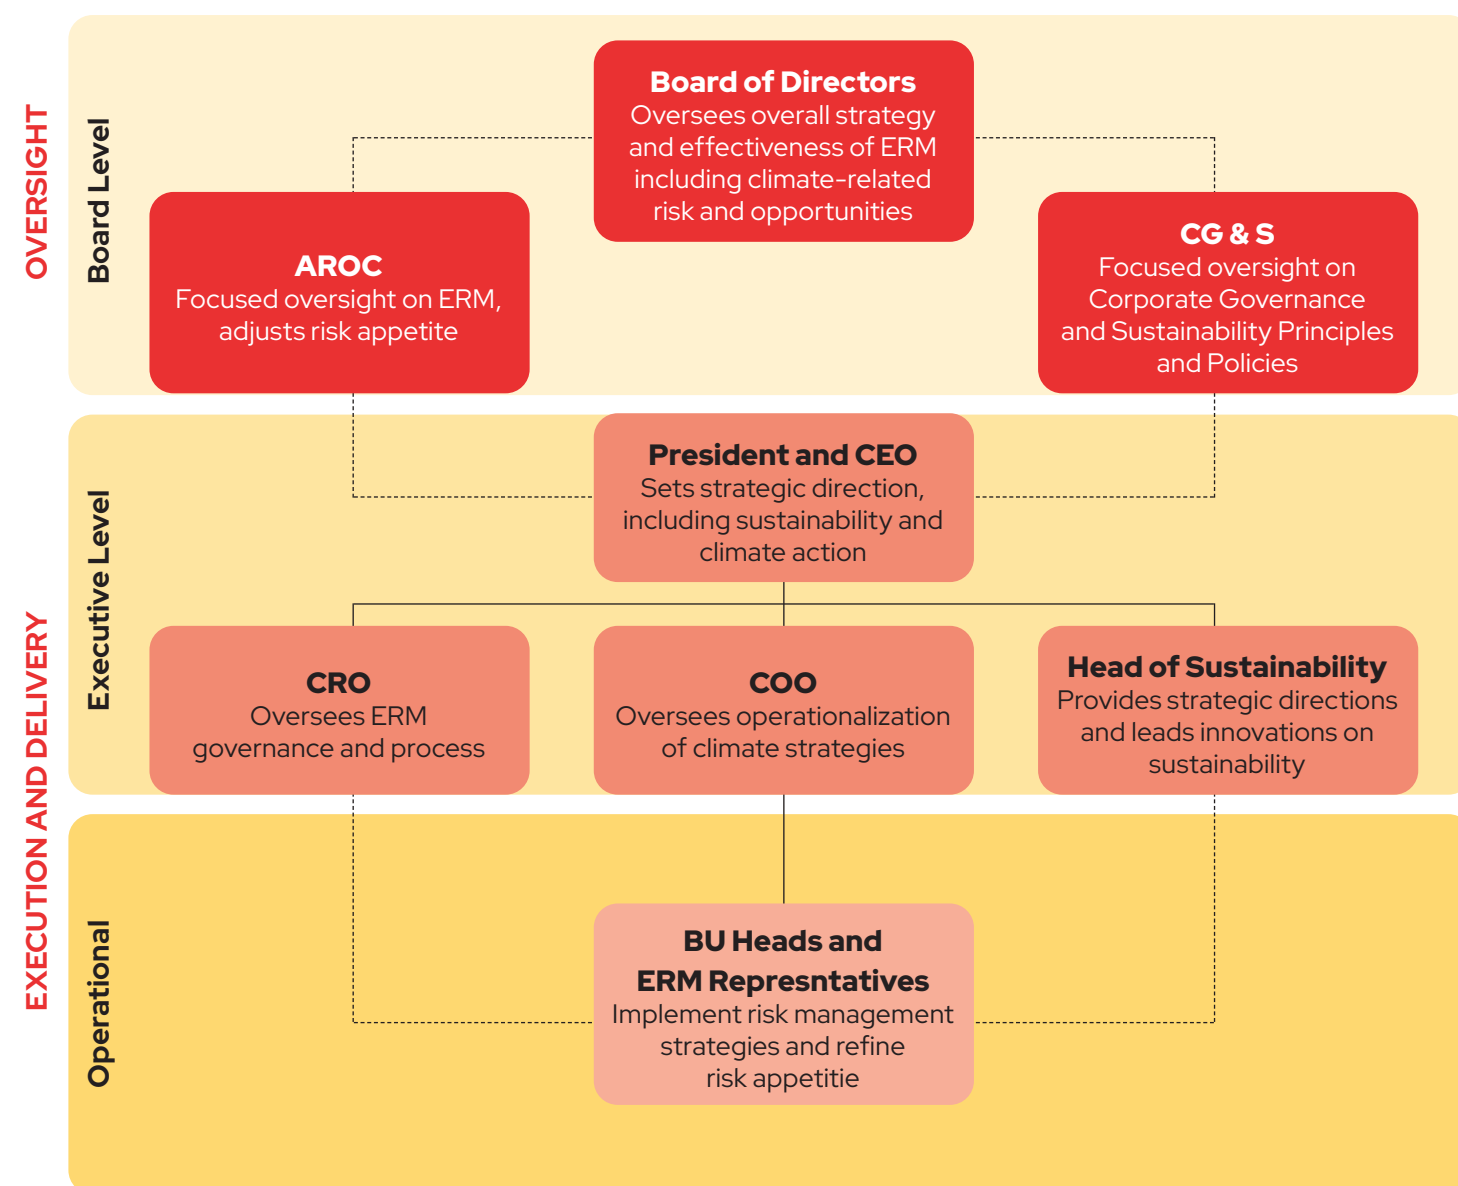 OVERSIGHT
Board Level
Board of Directors
Oversees overall strategy
and effectiveness of ERM
including climate-related
risk and opportunities
AROC
Focused oversight on ERM,
adjusts risk appetite
CG & S
Focused oversight on
Corporate Governance
and Sustainability Principles
and Policies
EXECUTION AND DELIVERY
Executive Level
President and CEO
Sets strategic direction,
including sustainability and
climate action
CRO
Oversees ERM
governance and process
COO
Oversees operationalization
of climate strategies
Head of Sustainability
Provides strategic directions
and leads innovations on
sustainability
Operational
BU Heads and
ERM Represntatives
Implement risk management
strategies and refine
risk appetitie